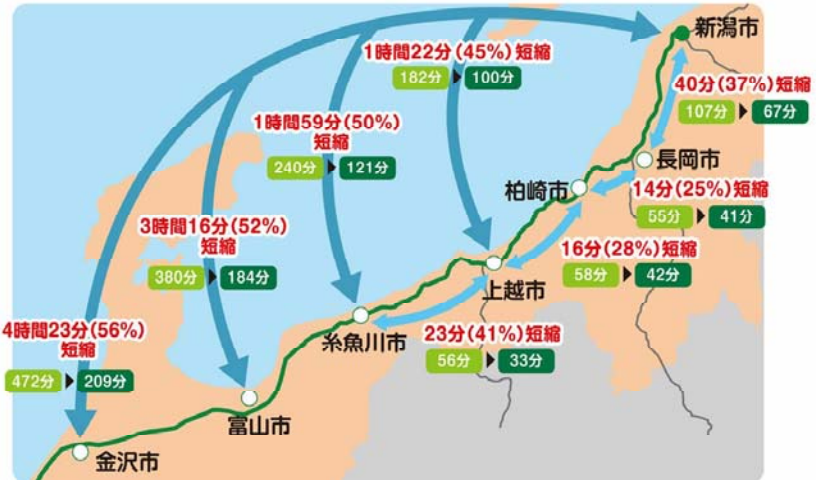 新潟市
1時間22分(45%)短縮
182分▶100分
40分(37%)短縮
107分▶67分
1時間59分(50%)
短縮
240分▶121分
長岡市
柏崎市
14分(25%)短縮
55分▶41分
3時間16分(52%)
短縮
380分▶184分
16分(28%)短縮
58分▶42分
上越市
4時間23分(56%)
短縮
472分▶209分
糸魚川市
23分(41%)短縮
56分▶33分
富山市
金沢市